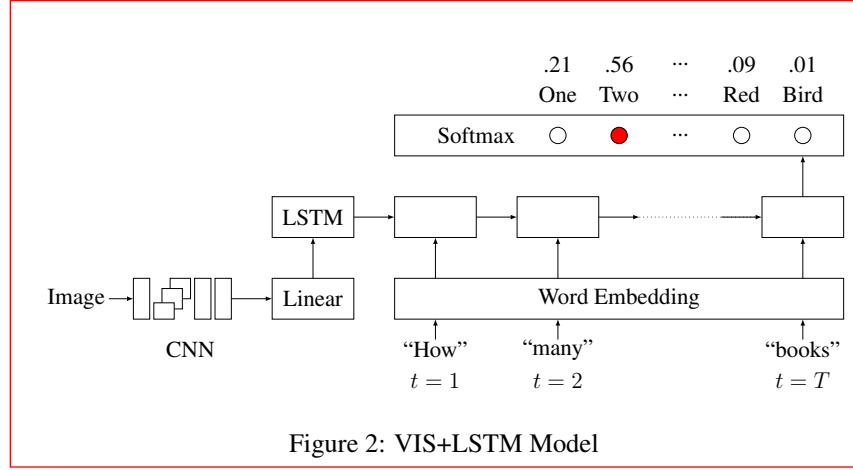 .21 .56 ... .09 .01
One Two ... Red Bird
Softmax ...
LSTM
Image Linear Word Embedding
CNN “How” “many” “books”
t = 1 t = 2 t = T
Figure 2: VIS+LSTM Model